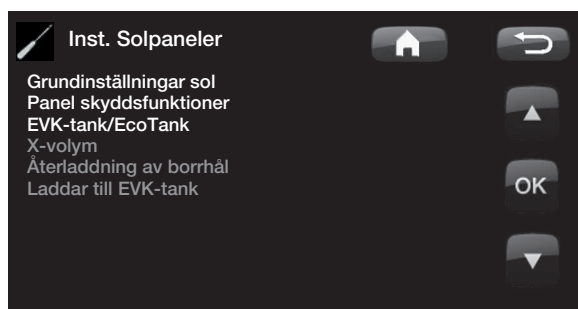 Inst. Solpaneler
Grundinställningar sol
Panel skyddsfunktioner
EVK-tank/EcoTank
X-volym
Återladdning av borrhål
Laddar till EVK-tank
OK